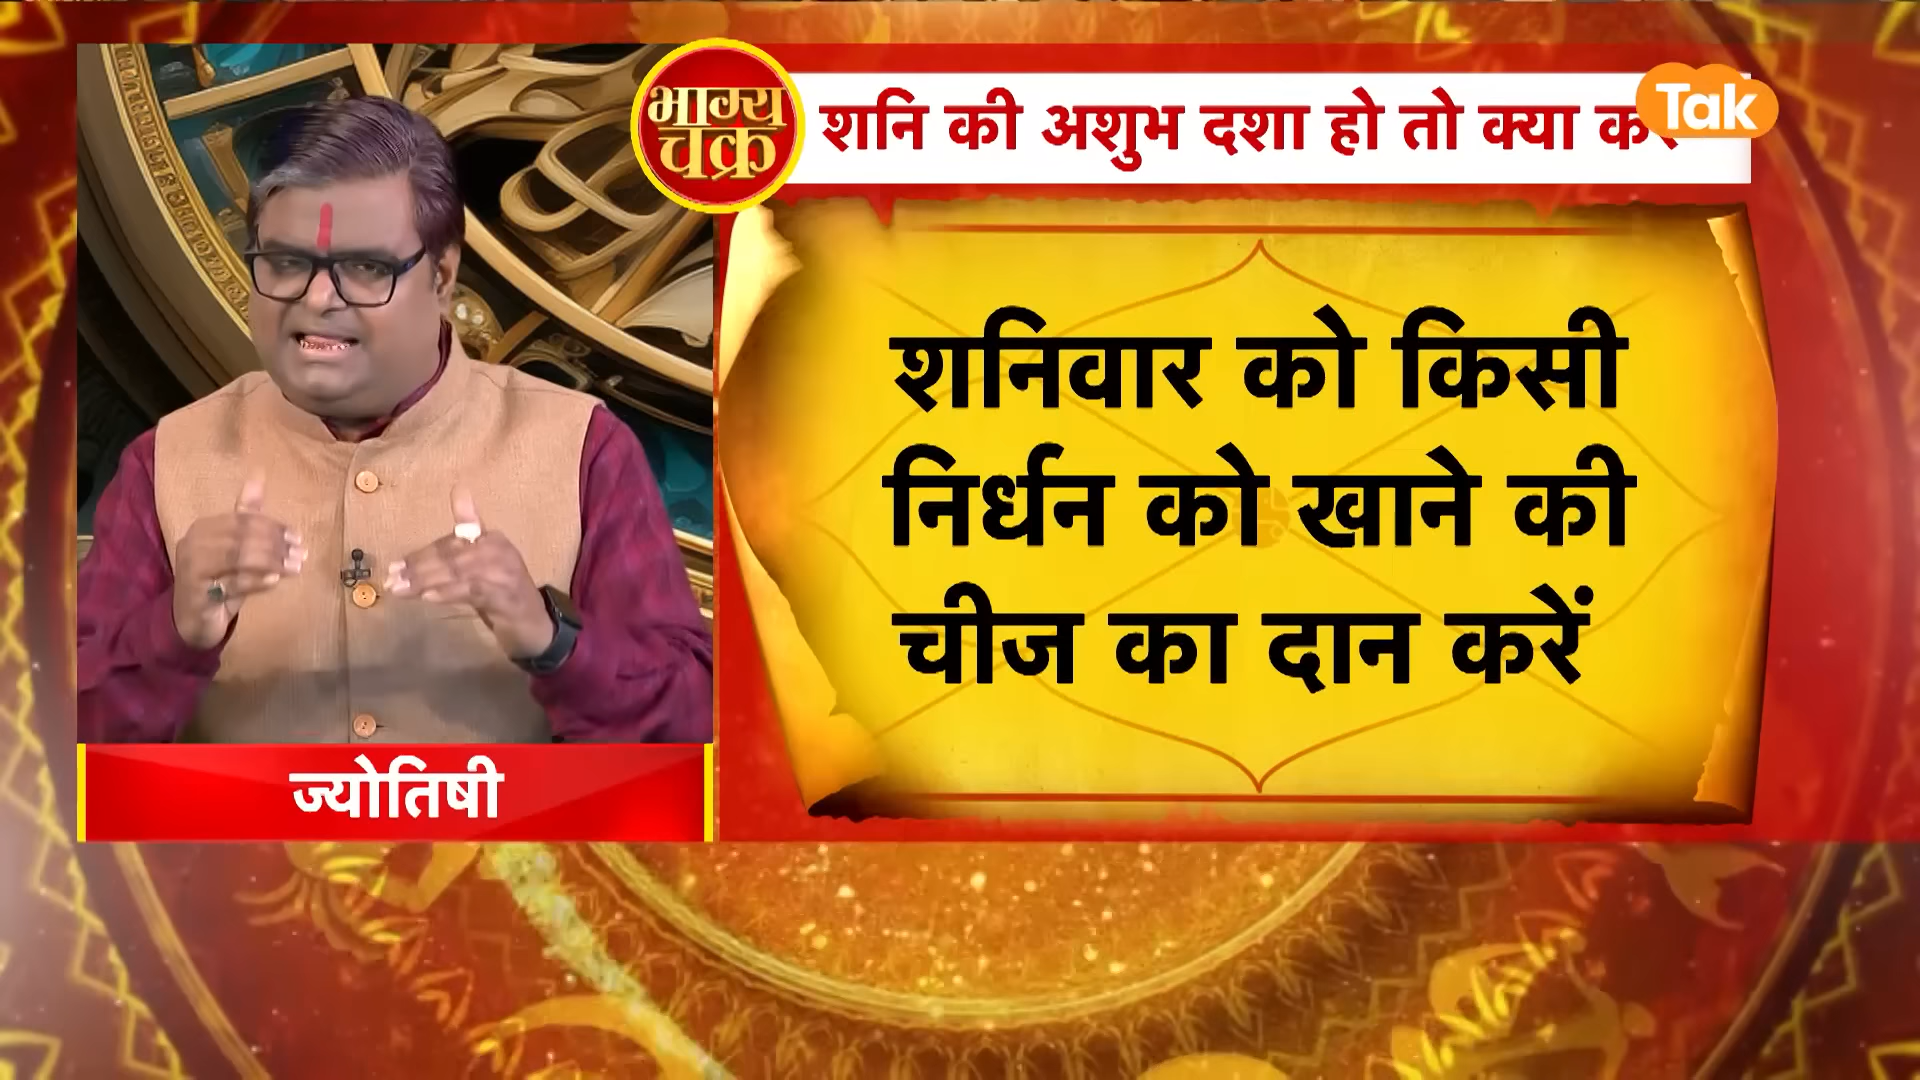 भाग्य
चक्र
शनि की अशुभ दशा हो तो क्या
Tak
शनिवार को किसी
निर्धन को खाने की
चीज का दान करें
ज्योतिषी